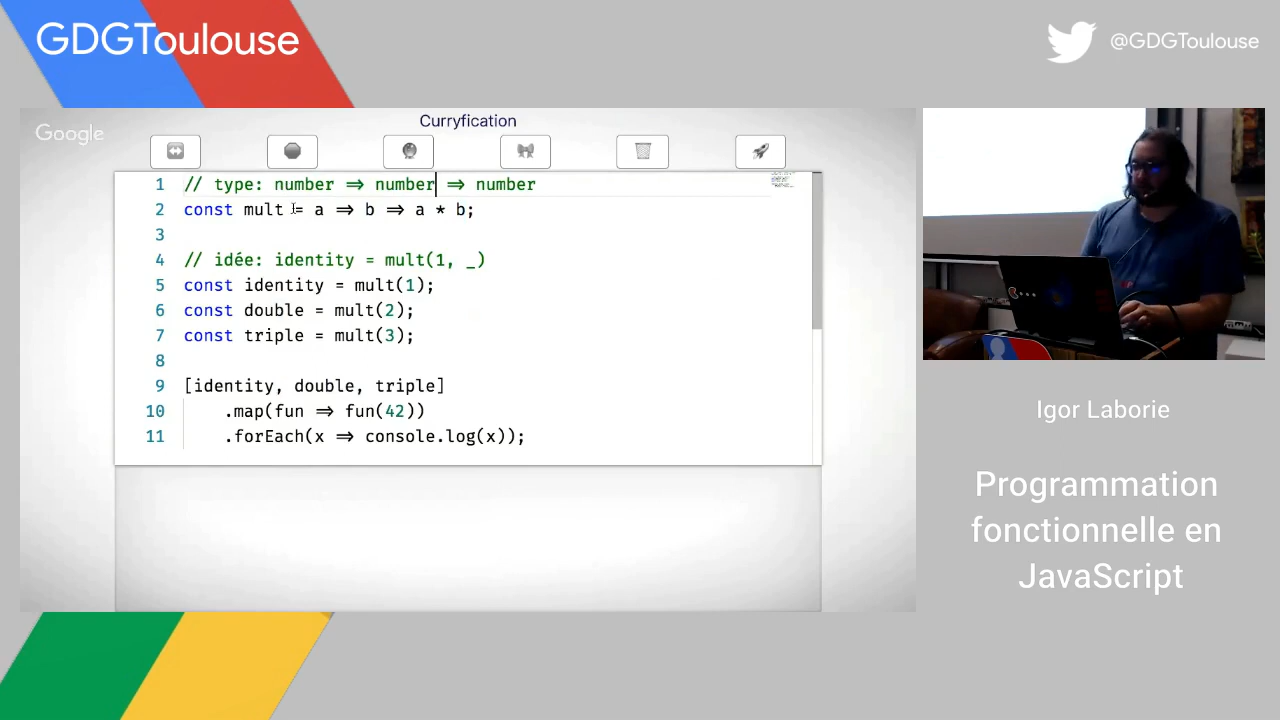 GDGToulouse
@GDGToulouse
Google
Curryfication
1 // type: number => number => number
2 const mult = a => b => a * b;
3
4 // idée: identity = mult(1, _)
5 const identity = mult(1);
6 const double = mult(2);
7 const triple = mult(3);
8
9 [identity, double, triple]
10 .map(fun => fun(42))
11 .forEach(x => console.log(x));
Igor Laborie
Programmation
fonctionnelle en
JavaScript